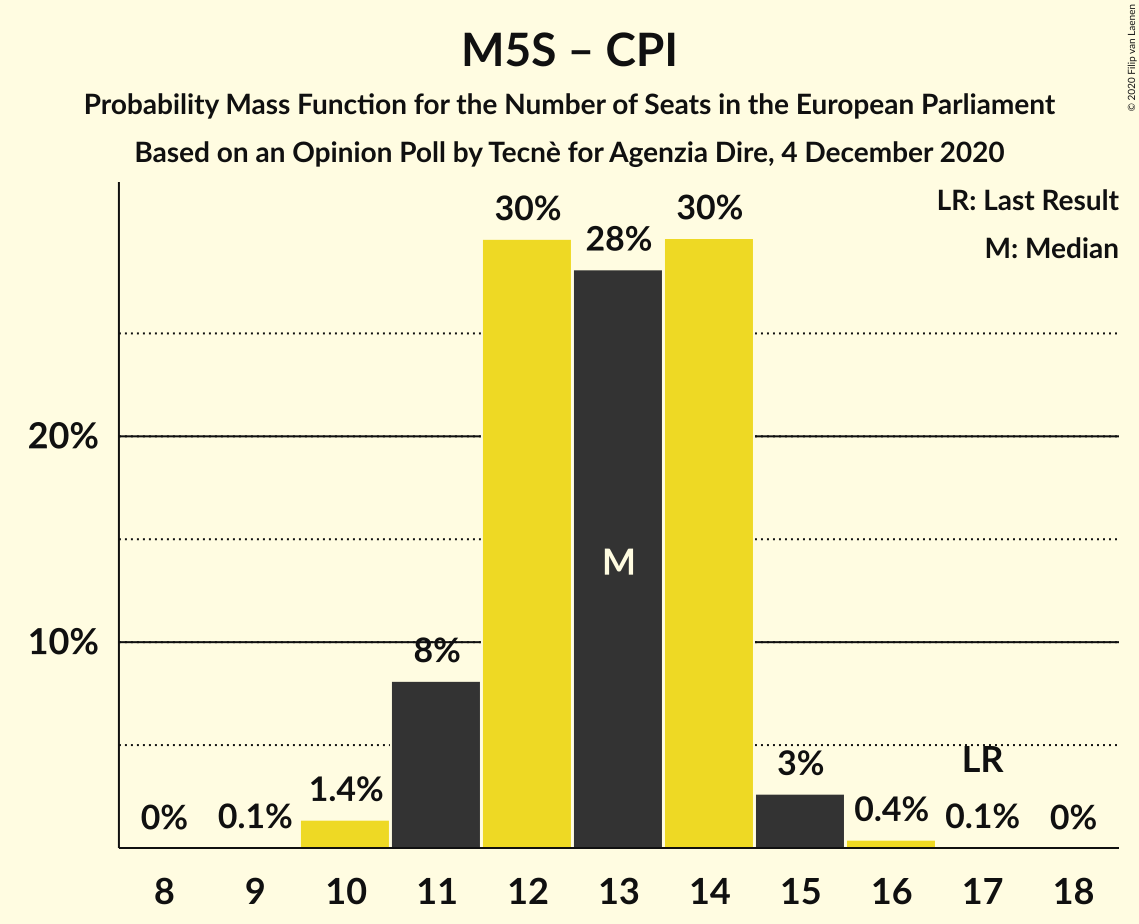 M5S – CPI
Probability Mass Function for the Number of Seats in the European Parliament
Based on an Opinion Poll by Tecnè for Agenzia Dire, 4 December 2020
© 2020 Filip van Laenen
LR: Last Result
M: Median
30%
28%
30%
20%
M
10%
8%
1.4%
3%
LR
0%
0.1%
0.4%
0.1%
0%
8 9 10 11 12 13 14 15 16 17 18